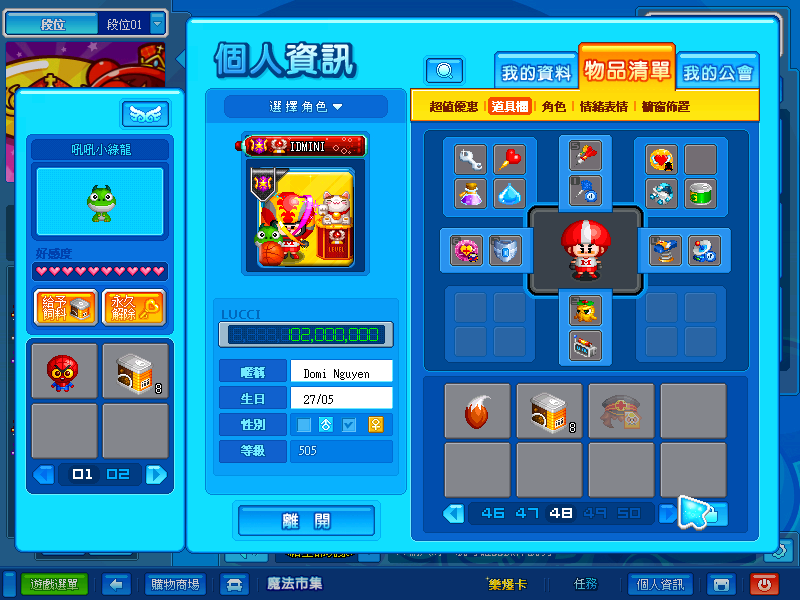 段位 段位01
個人資訊
我的資料 物品清單 我的公會
超值優惠 道具欄 角色 情緒表情 櫥窗佈置
選擇角色
IDMINI
LEVEL
LUCCI
02,000,000
暱稱 Domi Nguyen
生日 27/05
性別
等級 505
離開
吼吼小綠龍
好感度
給予飼料
永久解除
8
01 02
8
46 47 48 49 50
遊戲選單 購物商場 魔法市集 樂爆卡 任務 個人資訊